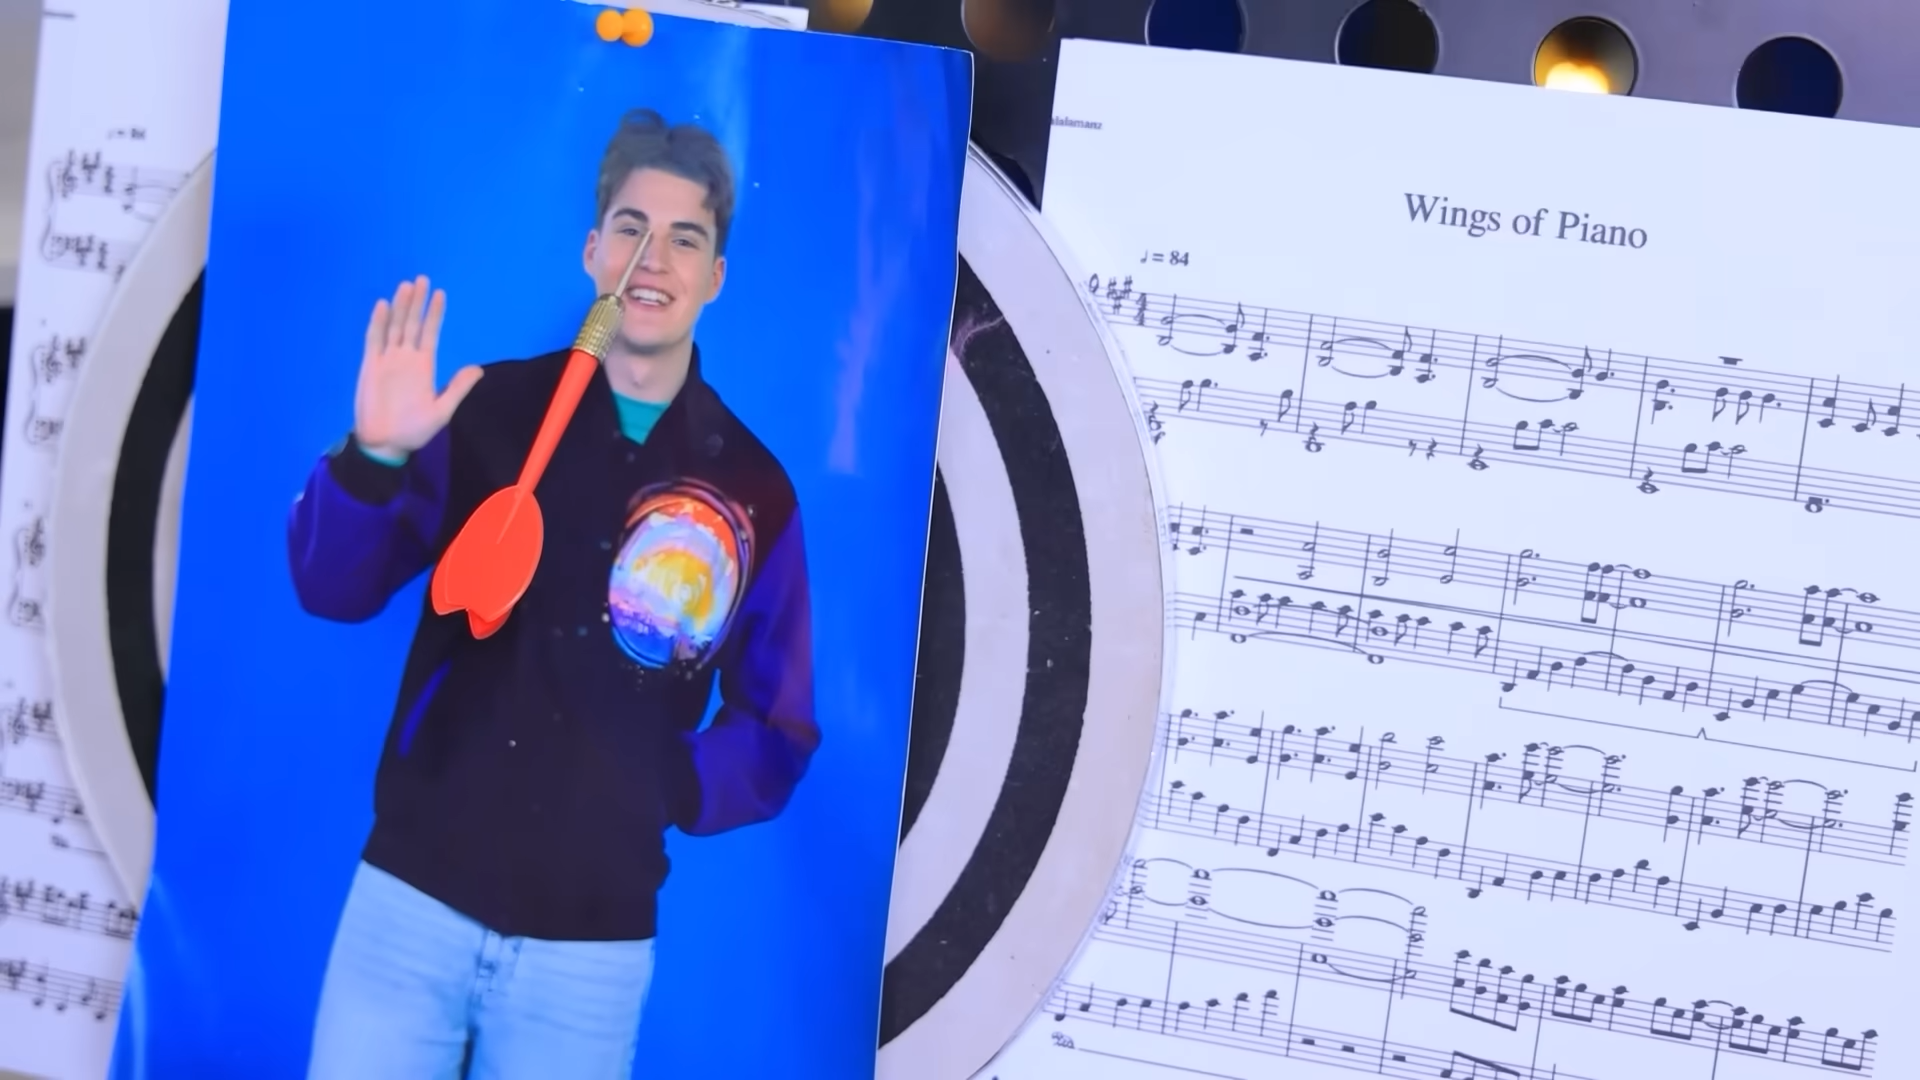 Wings of Piano
♩ = 84